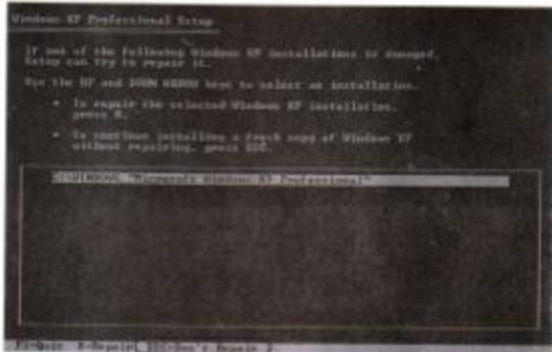 Windows XP Professional Setup
If one of the following Windows XP installations is damaged,
Setup can try to repair it.
Use the UP and DOWN ARROW keys to select an installation.
• To repair the selected Windows XP installation,
press R.
• To continue installing a fresh copy of Windows XP
without repairing, press ESC.
C:\WINDOWS "Microsoft Windows XP Professional"
F3=Quit R=Repair ESC=Don't Repair